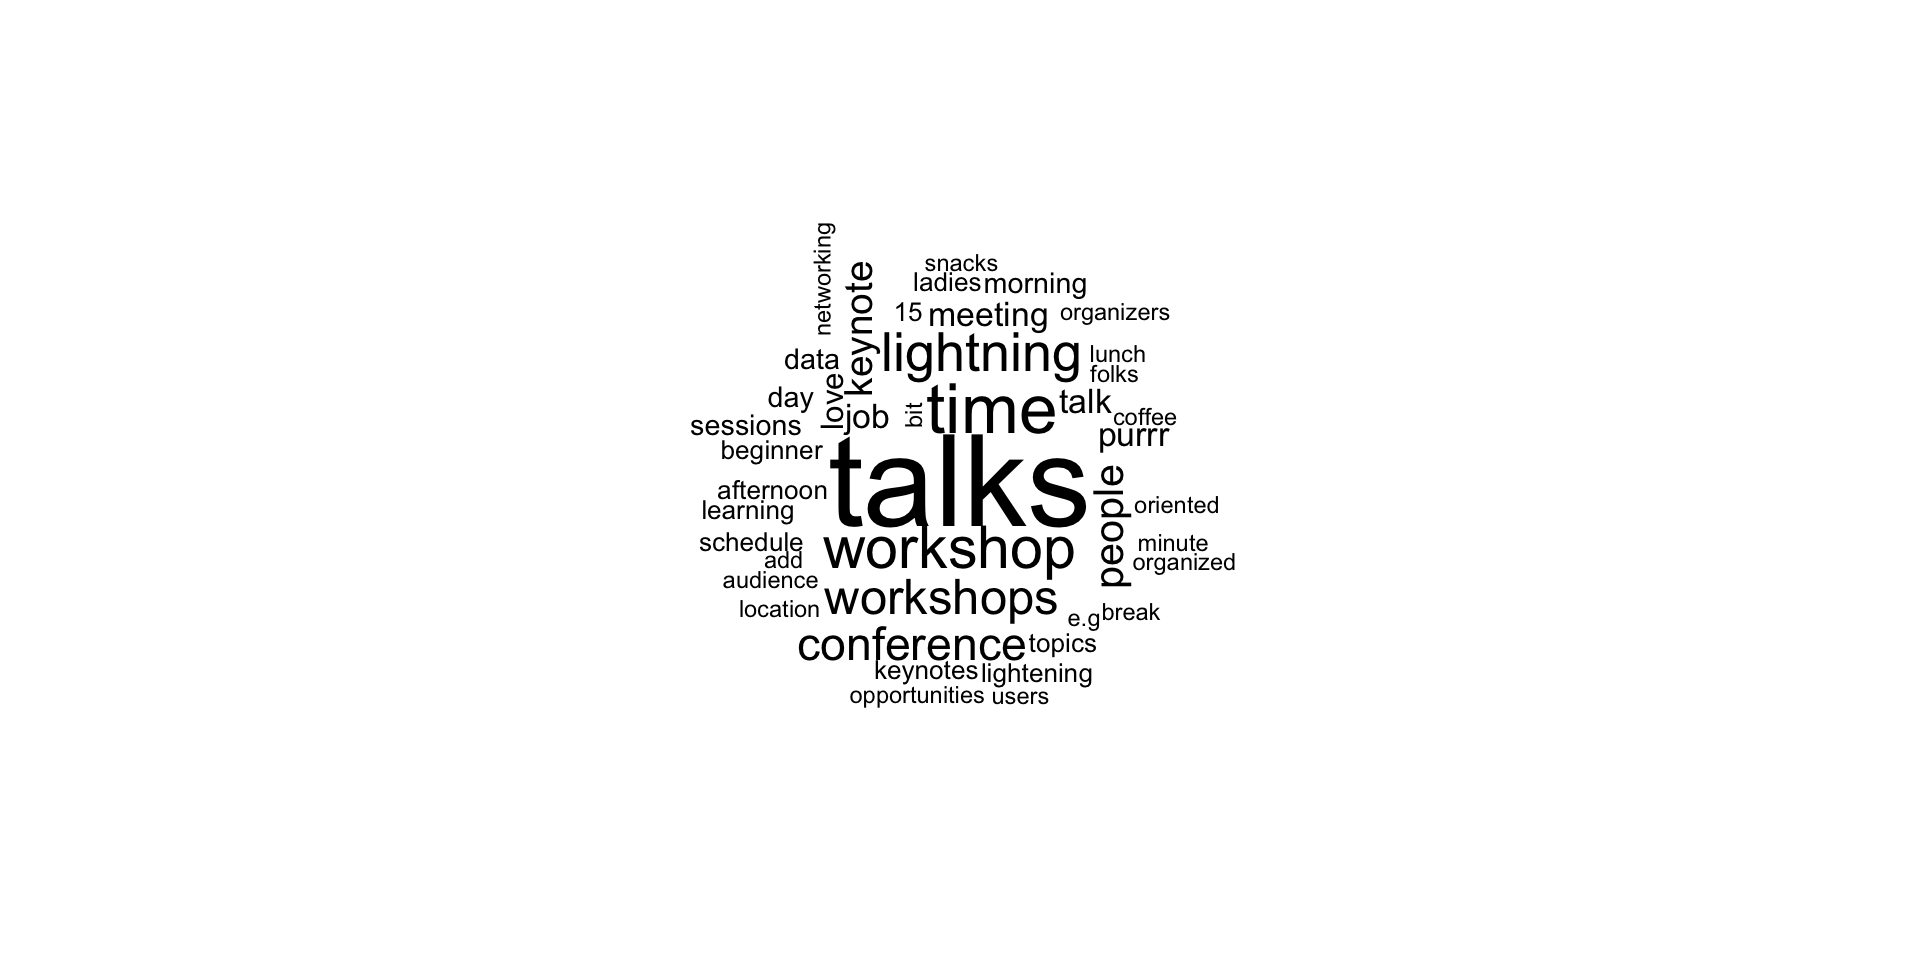 networking
keynote
snacks
ladies morning
15 meeting organizers
lightning
data
lunch
folks
love
day
job
bit
time
talk
coffee
sessions
purrr
beginner
talks
people
afternoon
learning
oriented
schedule
workshop
minute
add
organized
audience
workshops
location
e.g
break
conference
topics
keynotes
lightening
opportunities
users